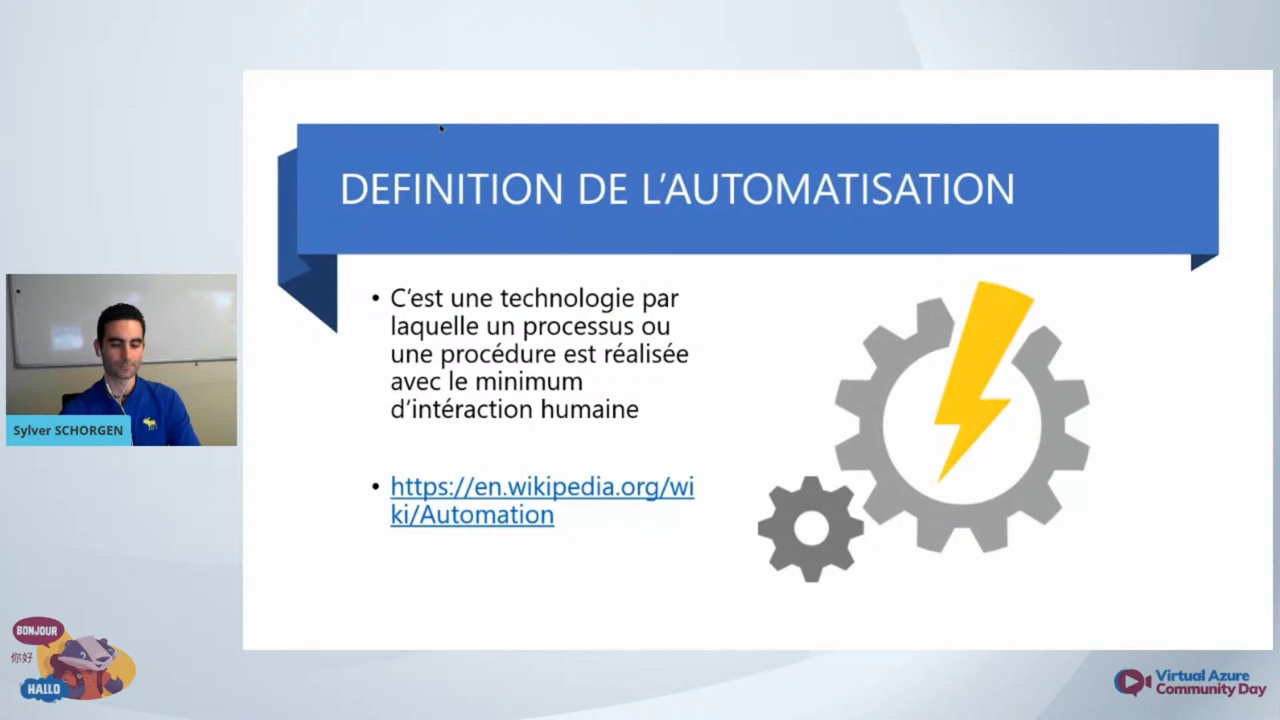 DEFINITION DE L’AUTOMATISATION
• C’est une technologie par
laquelle un processus ou
une procédure est réalisée
avec le minimum
d’intéraction humaine
• https://en.wikipedia.org/wi
ki/Automation
Sylver SCHORGEN
BONJOUR
你好
HALLO
Virtual Azure
Community Day